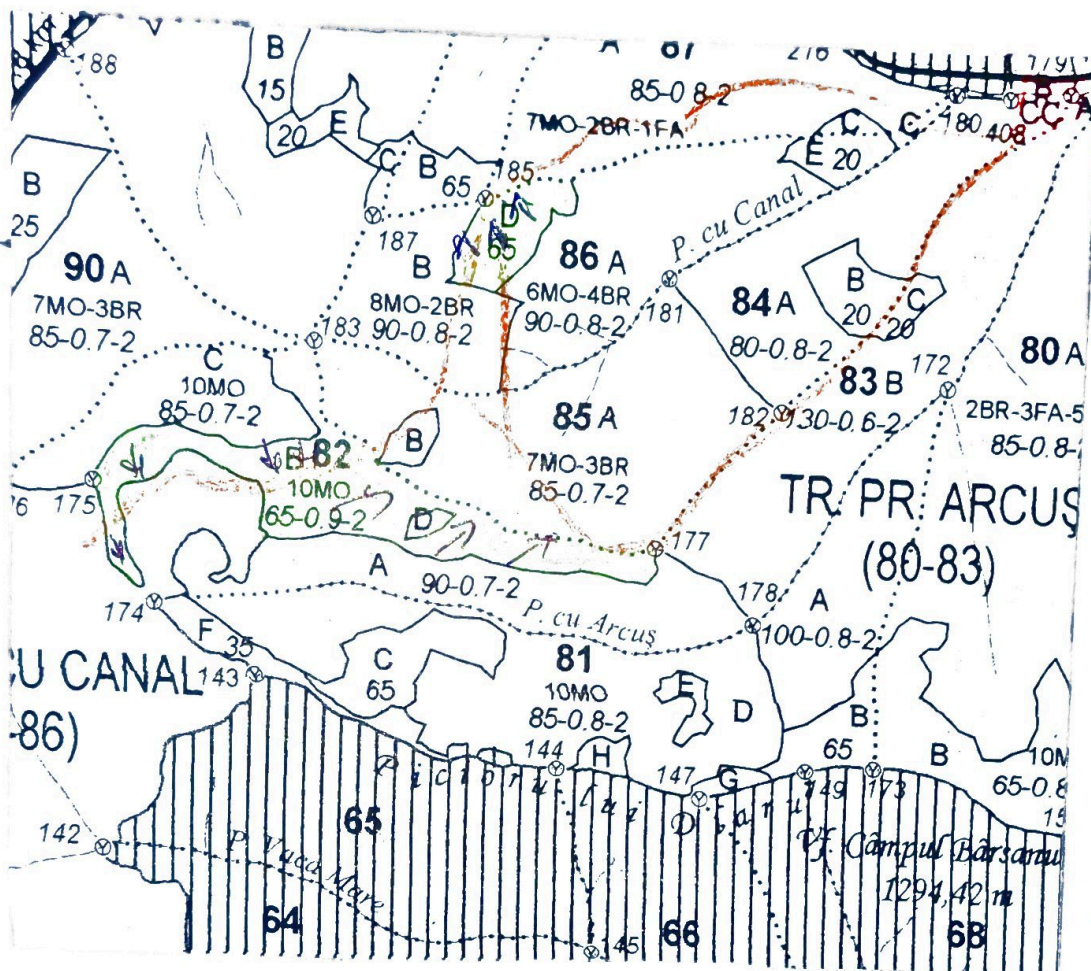 188
B
15
20
E
C
B
65
185
187
A 87
85-0.8-2
7MO-2BR-1FA
216
179
B
CC
A
180
408
C
C
E
20
P. cu Canal
B
25
90 A
7MO-3BR
85-0.7-2
D
65
B
8MO-2BR
90-0.8-2
183
86 A
6MO-4BR
90-0.8-2
181
84 A
80-0.8-2
B
20
C
20
172
80 A
2BR-3FA-5
85-0.8-
83 B
130-0.6-2
182
C
10MO
85-0.7-2
85 A
7MO-3BR
85-0.7-2
B
B 82
10MO
65-0.9-2
D
175
76
TR. PR. ARCUȘ
(80-83)
177
178
A
90-0.7-2
P. cu Arcuș
174
F
35
A
100-0.8-2
U CANAL
-86)
143
C
65
81
10MO
85-0.8-2
E
D
B
65
B
10M
65-0.8
15
144
H
147
G
149
173
Piciorul lui D
142
65
P. Vaca Mare
64
145
66
Vf. Câmpul Bârsanu
1294,42 m
68